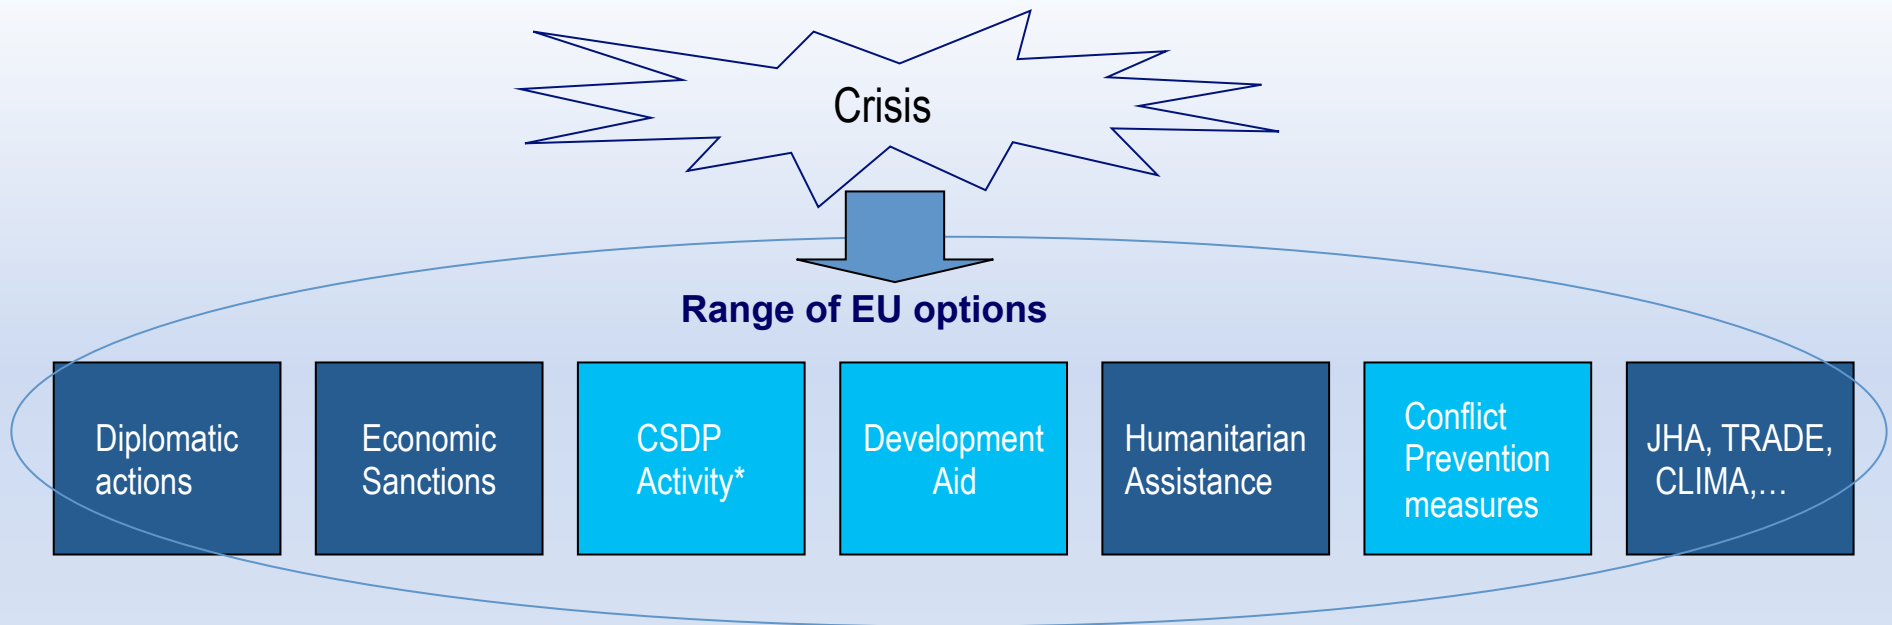 Crisis
Range of EU options
Diplomatic
actions
Economic
Sanctions
CSDP
Activity*
Development
Aid
Humanitarian
Assistance
Conflict
Prevention
measures
JHA, TRADE,
CLIMA,…